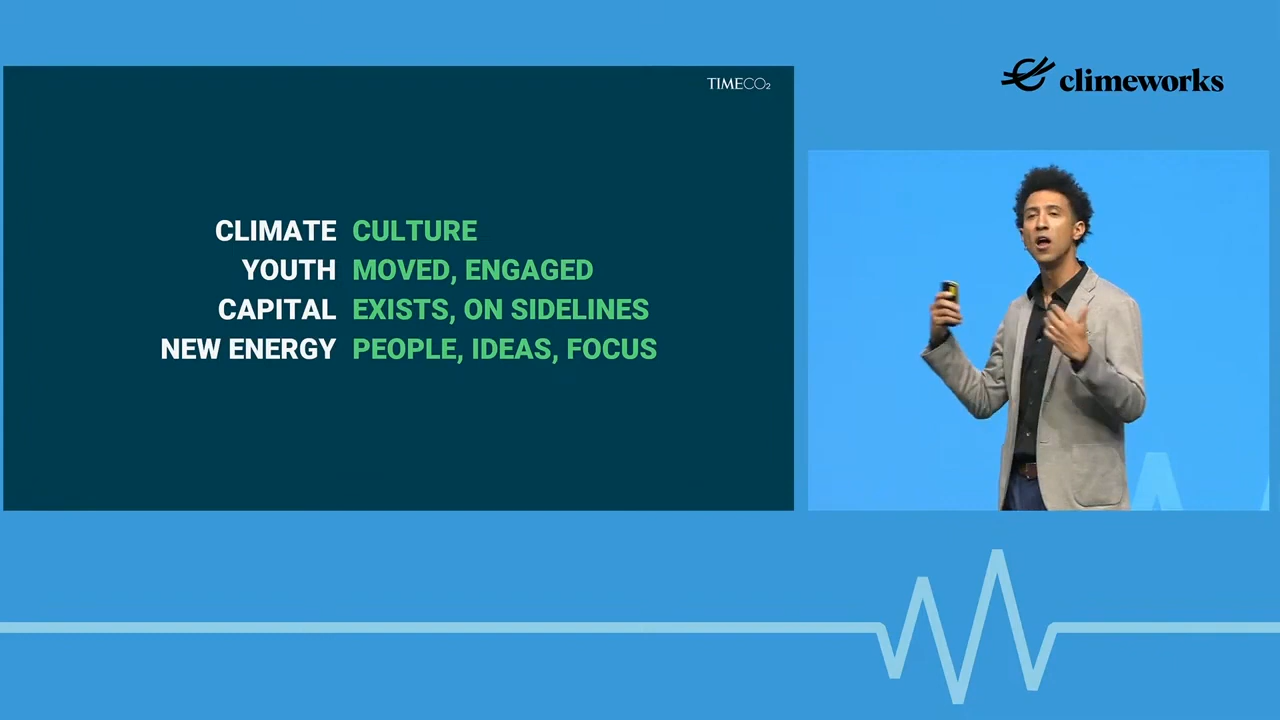 TIMECO₂
climeworks
CLIMATE CULTURE
YOUTH MOVED, ENGAGED
CAPITAL EXISTS, ON SIDELINES
NEW ENERGY PEOPLE, IDEAS, FOCUS